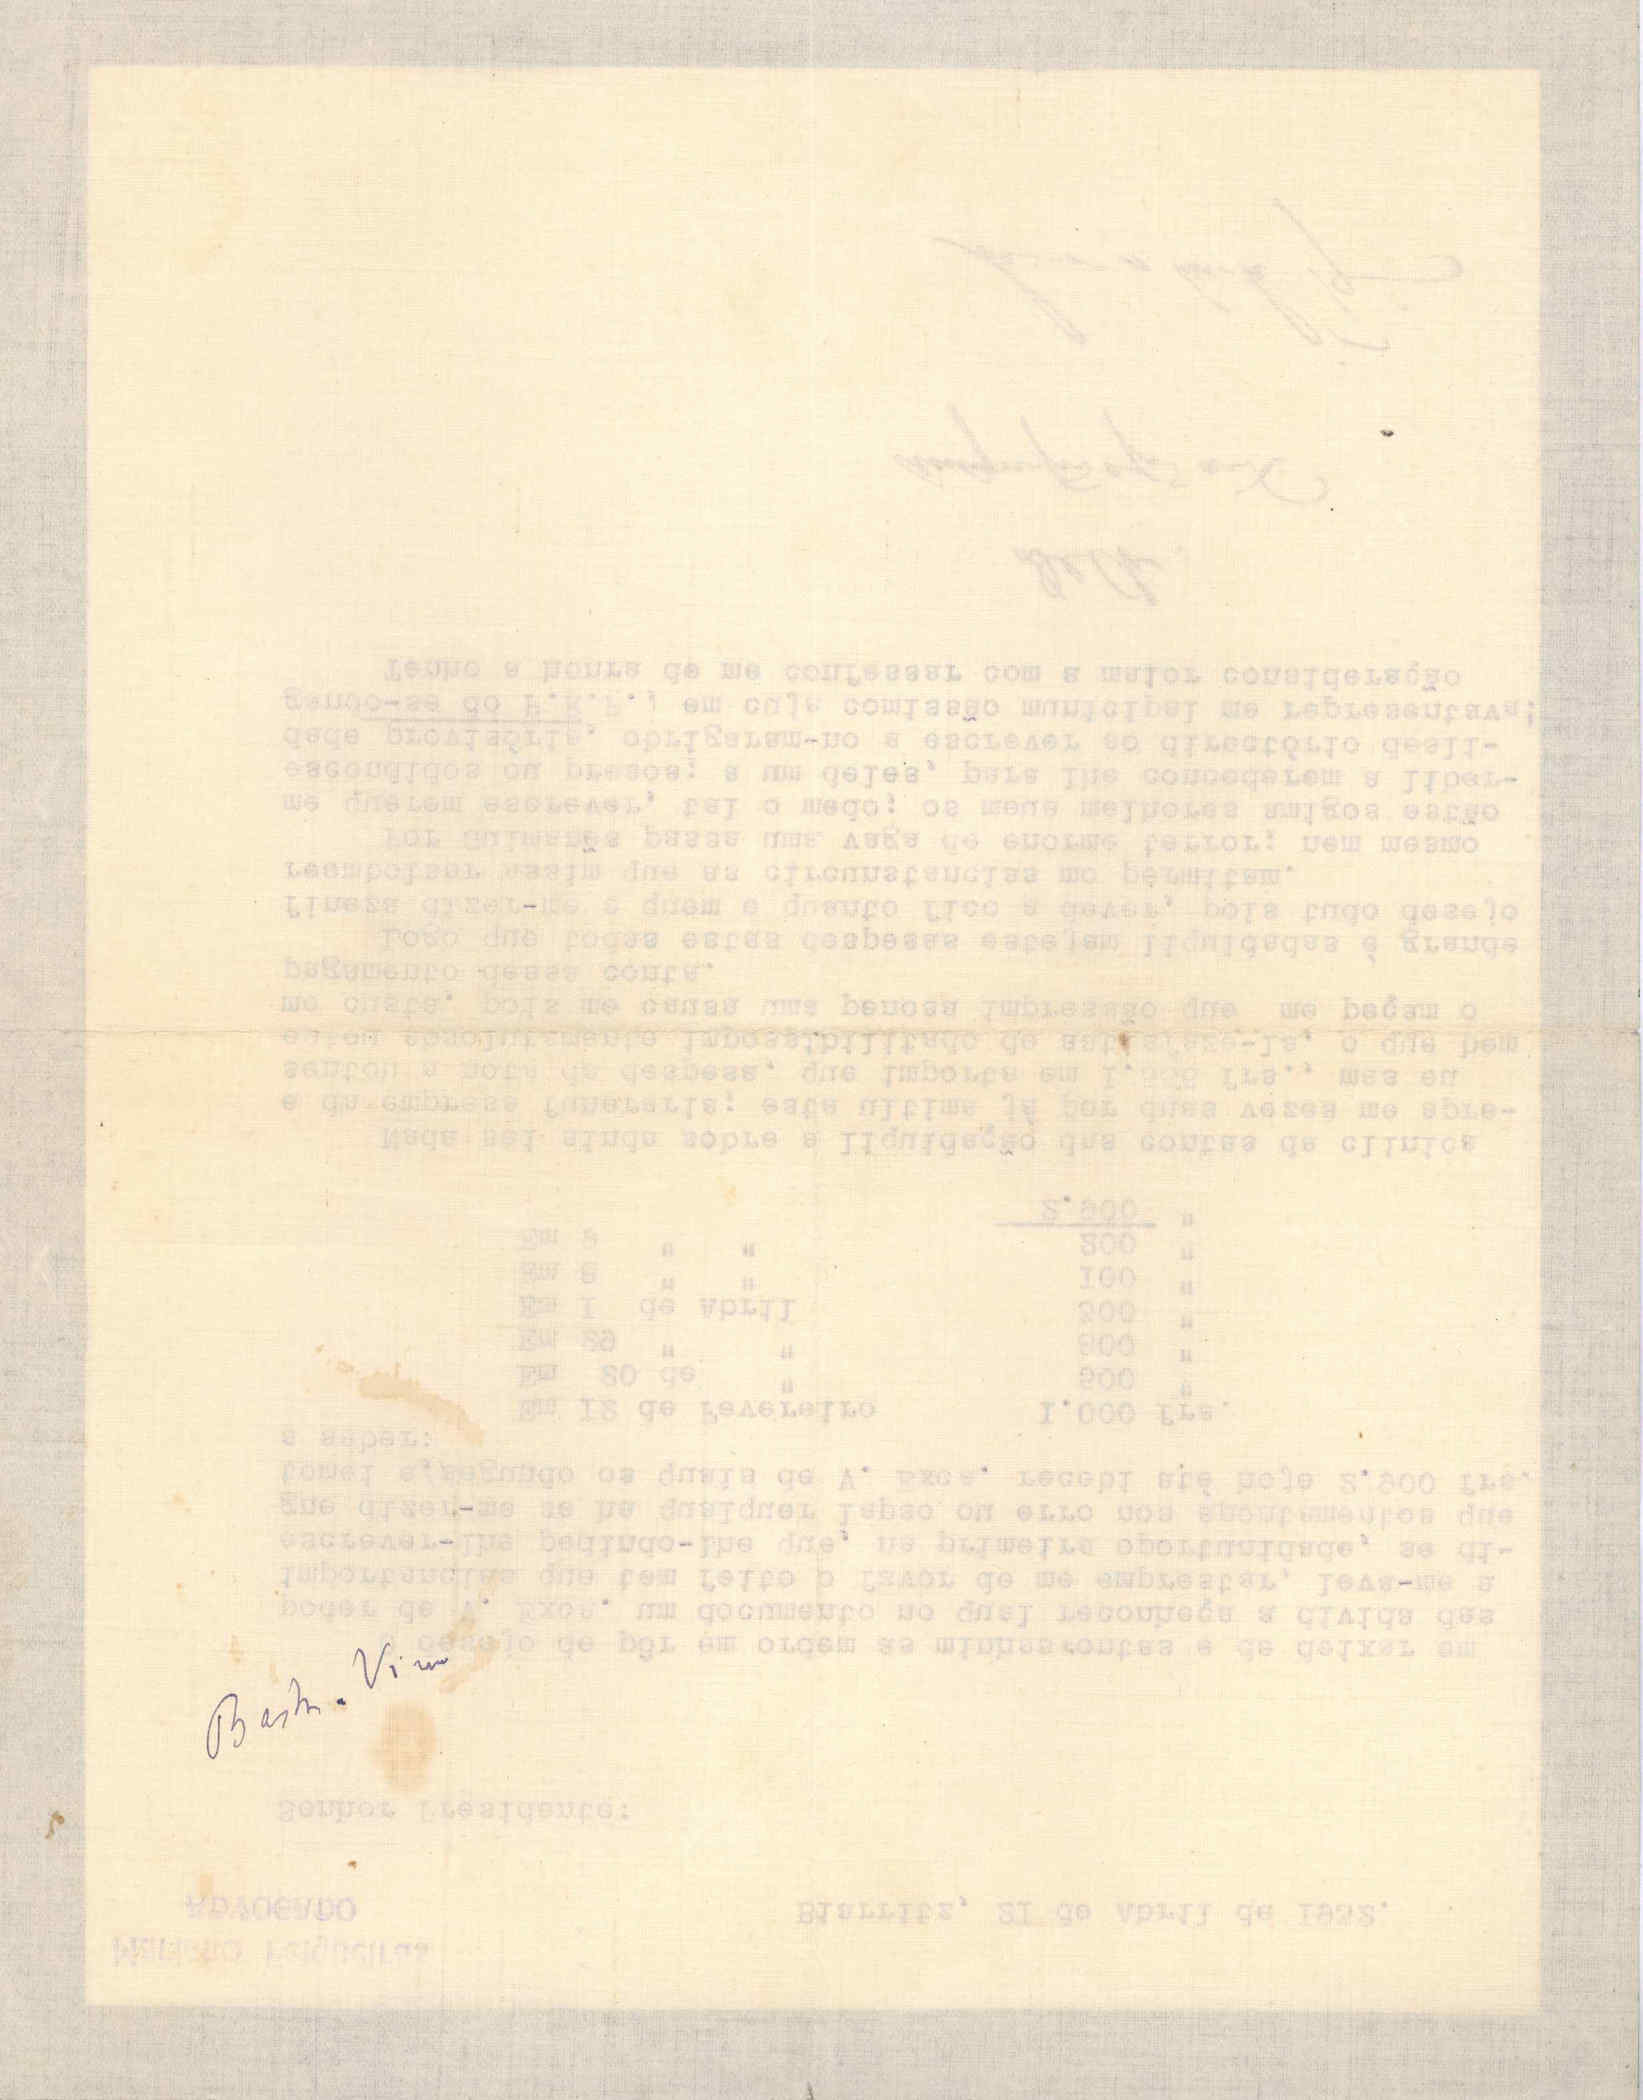 Mariano Felgueiras
ADVOGADO
Biarritz, 21 de Abril de 1932.
Senhor Presidente:
O desejo de pôr em ordem as minhas contas e de deixar em
poder de V. Exca. um documento no qual reconheça a divida das
importancias que tem feito o favor de me emprestar, leva-me a
escrever-lhe pedindo-lhe que, na primeira oportunidade, se di-
gne dizer-me se ha qualquer lapso ou erro nos apontamentos que
tomei e, segundo os quais de V. Exca. recebi até hoje 2.900 frs.
a saber:
Em 12 de Fevereiro 1.000 frs.
Em 20 de " 500 "
Em 29 " " 800 "
Em 1 de Abril 300 "
Em " " 100 "
Em 9 " " 200 "
2.900 "
Nada sei ainda sobre a liquidação das contas da clinica
e da empresa funeraria; esta ultima já por duas vezes me apre-
sentou a nota da despesa, que importa em frs., mas eu
estou absolutamente impossibilitado de satisfaze-la, o que bem
me custa, pois me causa uma penosa impressão que me peçam o
pagamento dessa conta.
Logo que todas estas despesas estejam liquidadas é grande
fineza dizer-me a quem e quanto fico a dever, pois tudo desejo
reembolsar assim que as circunstancias mo permitam.
Por Guimarães passa uma vaga de enorme terror; nem mesmo
me querem escrever, tal o medo; os meus melhores amigos estão
escondidos ou presos; a um deles, para lhe concederem a liber-
dade provisória, obrigaram-no a escrever ao directório desli-
gando-se do P.R.P., em cuja comissão municipal me representava;
Tenho a honra de me confessar com a maior consideração